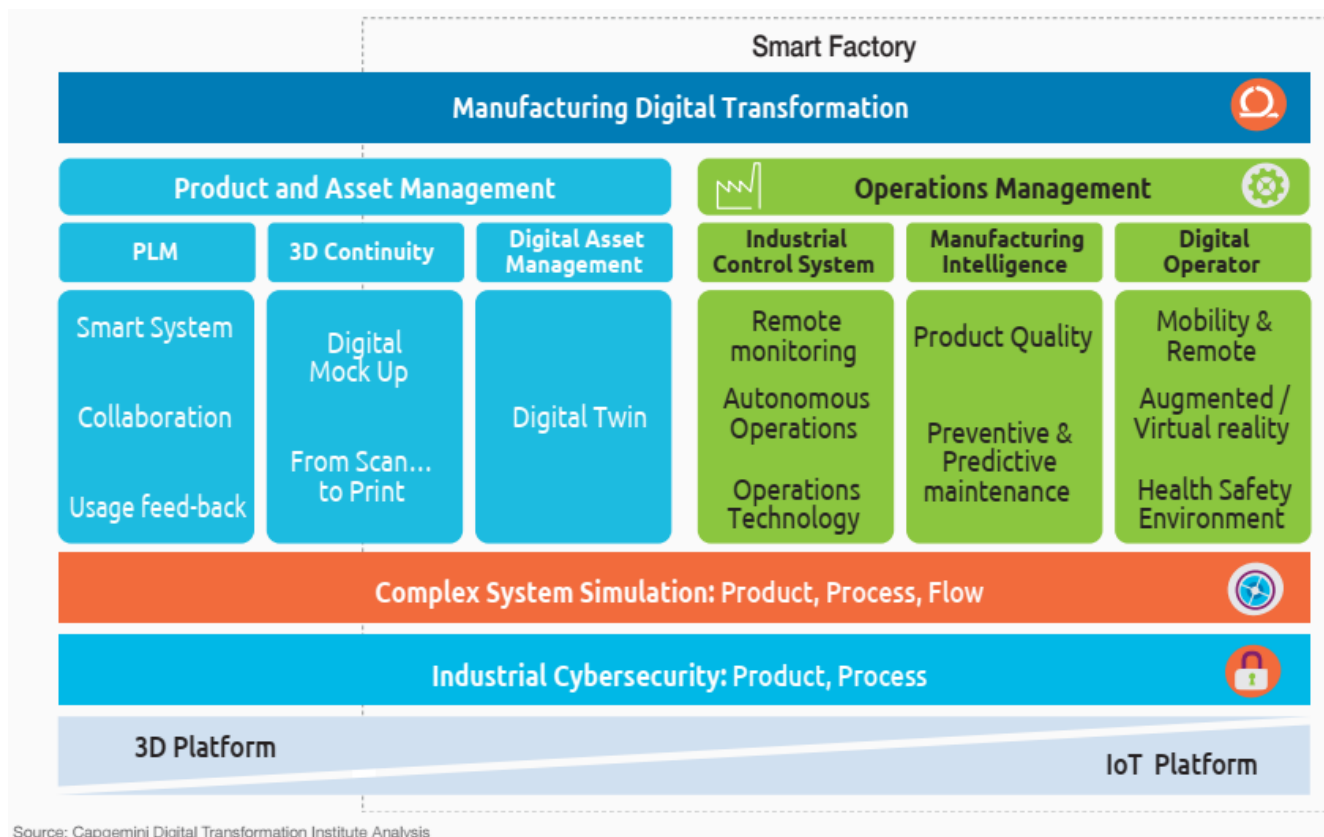 Smart Factory
Manufacturing Digital Transformation
Product and Asset Management
Operations Management
PLM
3D Continuity
Digital Asset
Management
Industrial
Control System
Manufacturing
Intelligence
Digital
Operator
Smart System
Collaboration
Usage feed-back
Digital
Mock Up
From Scan...
to Print
Digital Twin
Remote
monitoring
Autonomous
Operations
Operations
Technology
Product Quality
Preventive &
Predictive
maintenance
Mobility &
Remote
Augmented /
Virtual reality
Health Safety
Environment
Complex System Simulation: Product, Process, Flow
Industrial Cybersecurity: Product, Process
3D Platform
IoT Platform
Source: Capgemini Digital Transformation Institute Analysis